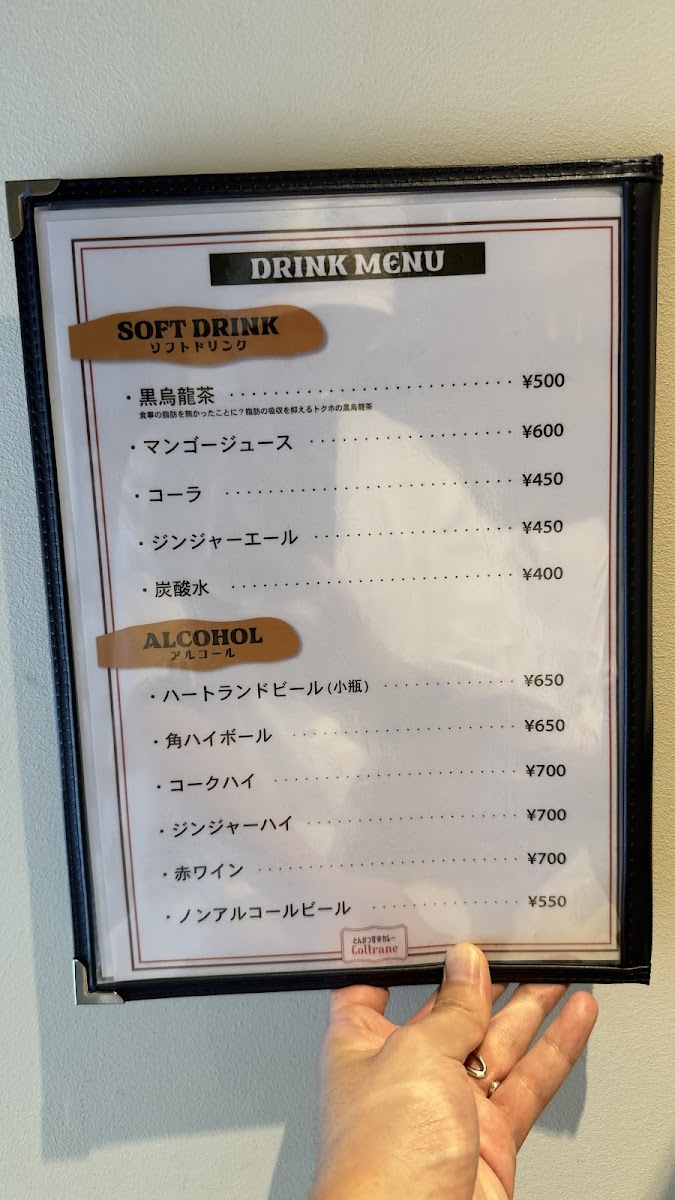 DRINK MENU
SOFT DRINK
ソフトドリンク
・黒烏龍茶 ¥500
食事の脂肪を無かったことに?脂肪の吸収を抑えるトクホの黒烏龍茶
・マンゴージュース ¥600
・コーラ ¥450
・ジンジャーエール ¥450
・炭酸水 ¥400
ALCOHOL
アルコール
・ハートランドビール(小瓶) ¥650
・角ハイボール ¥650
・コークハイ ¥700
・ジンジャーハイ ¥700
・赤ワイン ¥700
・ノンアルコールビール ¥550
Coltrane